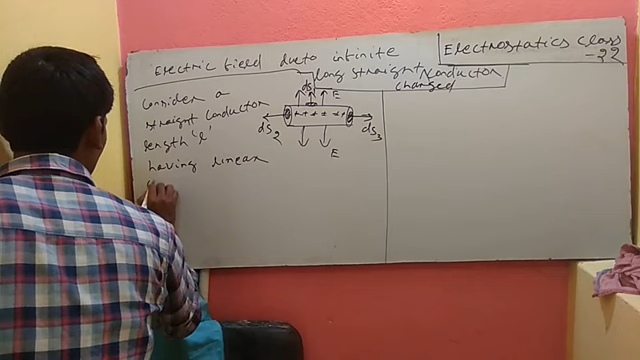 Electrostatics class
-22
Electric field due to infinite
long straight conductor
charged
Consider a
straight conductor
length 'l'
having linear
ds
E
ds2
ds3
+ + + + + +
E